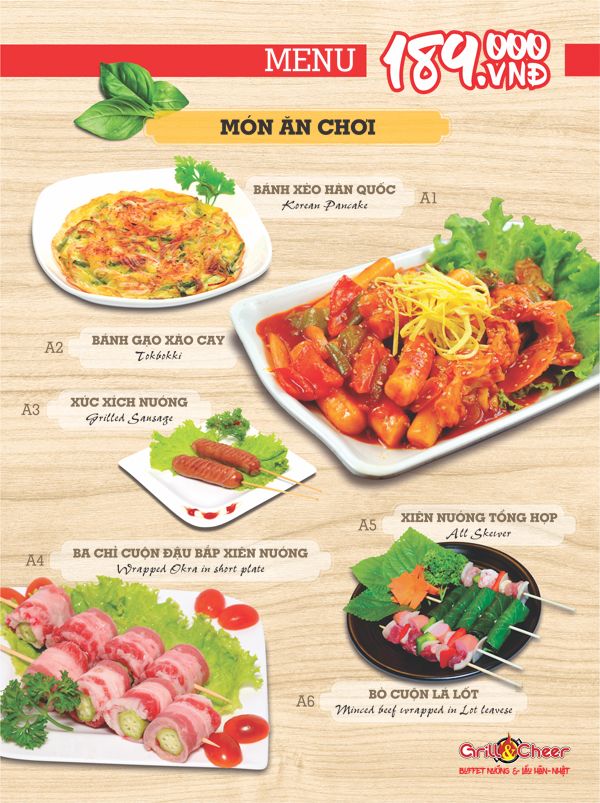 MENU
189.000.VNĐ
MÓN ĂN CHƠI
BÁNH XÈO HÀN QUỐC
Korean Pancake
A1
A2
BÁNH GẠO XÀO CAY
Tokbokki
A3
XÚC XÍCH NƯỚNG
Grilled Sausage
A5
XIÊN NƯỚNG TỔNG HỢP
All Skewer
A4
BA CHỈ CUỘN ĐẬU BẮP XIÊN NƯỚNG
Wrapped Okra in short plate
A6
BÒ CUỘN LÁ LỐT
Minced beef wrapped in Lot leavese
Grill&Cheer
BUFFET NƯỚNG & LẨU HÀN-NHẬT